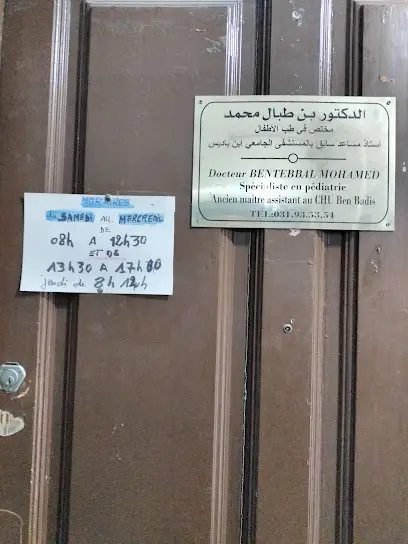 الدكتور بن طبال محمد
مختص في طب الاطفال
أستاذ مساعد سابق بالمستشفى الجامعي ابن باديس
Docteur BENTEBBAL MOHAMED
Spécialiste en pédiatrie
Ancien maitre assistant au CHU Ben Badis
TEL:031.93.53.54
HORAIRES
du SAMEDI AU MERCREDI
DE
08h A 12h30
ET DE
13h30 A 17h00
jeudi de 8h 12h